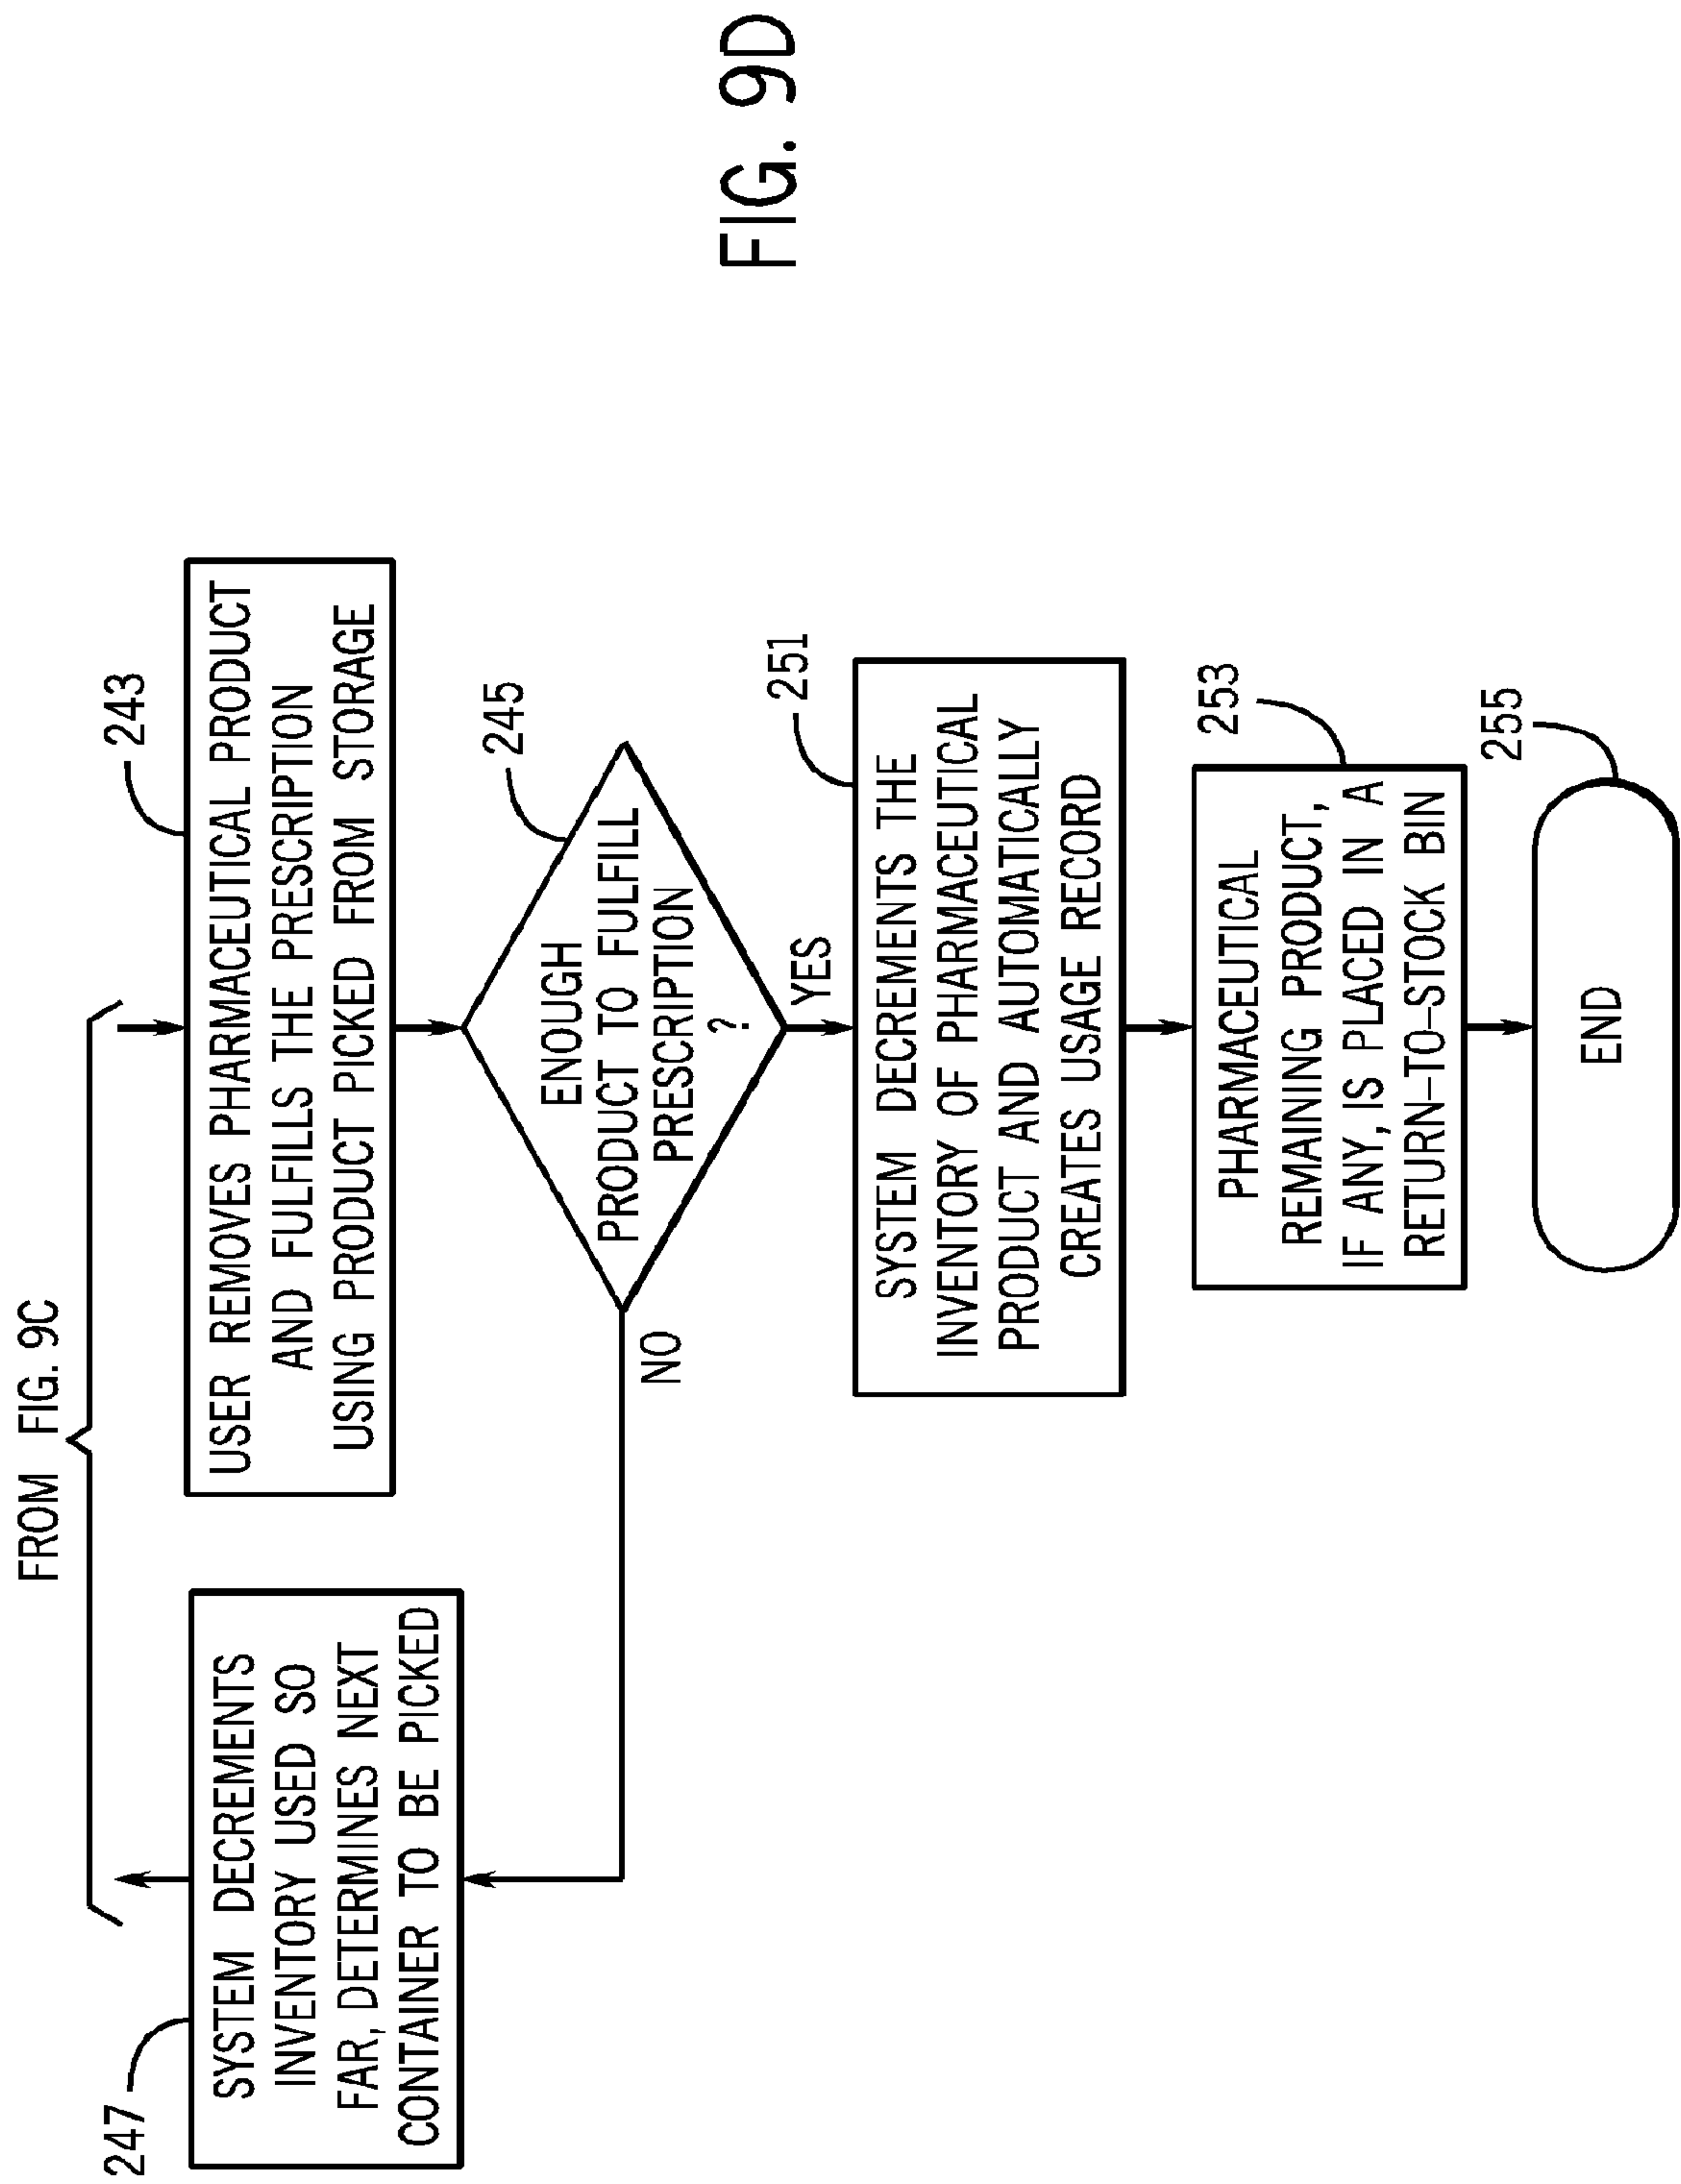 FROM FIG. 9C
247
SYSTEM DECREMENTS
INVENTORY USED SO
FAR, DETERMINES NEXT
CONTAINER TO BE PICKED
243
USER REMOVES PHARMACEUTICAL PRODUCT
AND FULFILLS THE PRESCRIPTION
USING PRODUCT PICKED FROM STORAGE
245
ENOUGH
PRODUCT TO FULFILL
PRESCRIPTION
?
NO
YES
251
SYSTEM DECREMENTS THE
INVENTORY OF PHARMACEUTICAL
PRODUCT AND AUTOMATICALLY
CREATES USAGE RECORD
253
PHARMACEUTICAL
REMAINING PRODUCT,
IF ANY, IS PLACED IN A
RETURN-TO-STOCK BIN
255
END
FIG. 9D